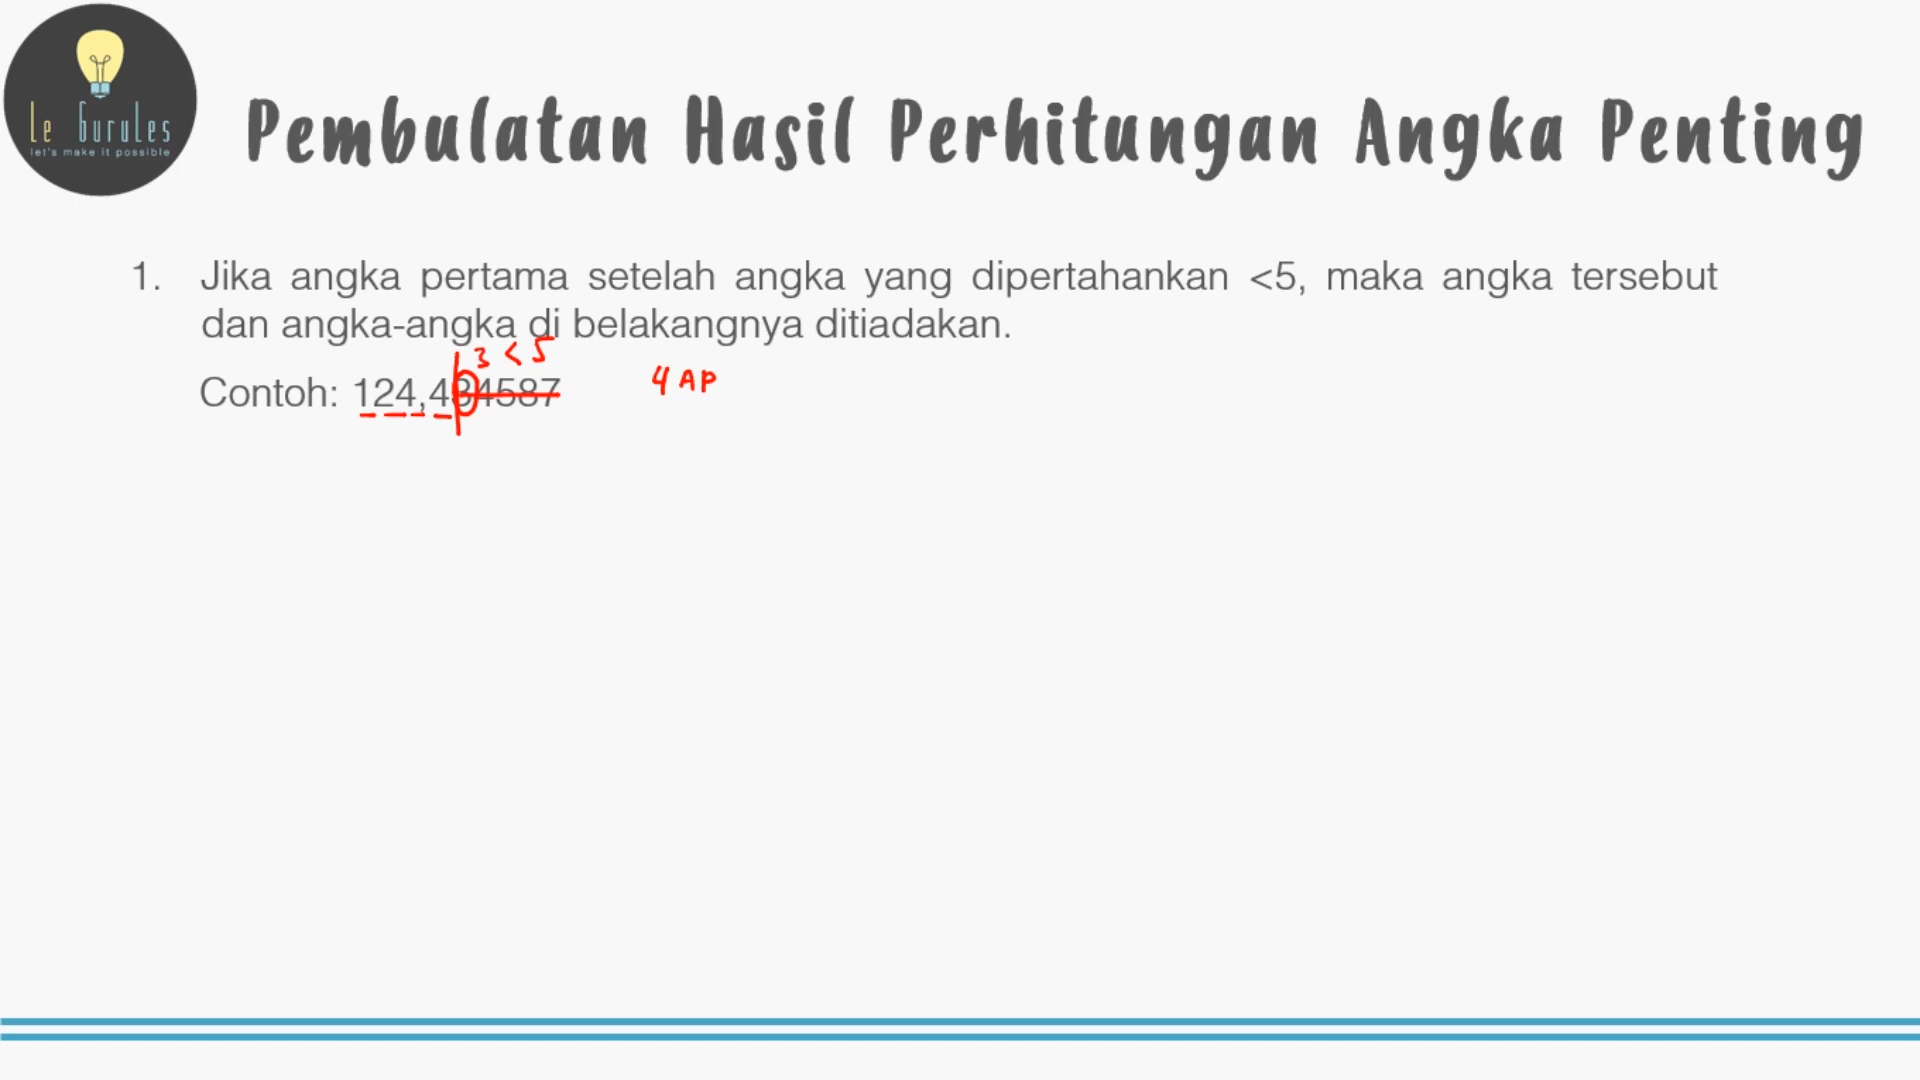 Le GuruLes
let's make it possible
Pembulatan Hasil Perhitungan Angka Penting
1. Jika angka pertama setelah angka yang dipertahankan <5, maka angka tersebut
dan angka-angka di belakangnya ditiadakan.
3 < 5
4 AP
Contoh: 124,434587